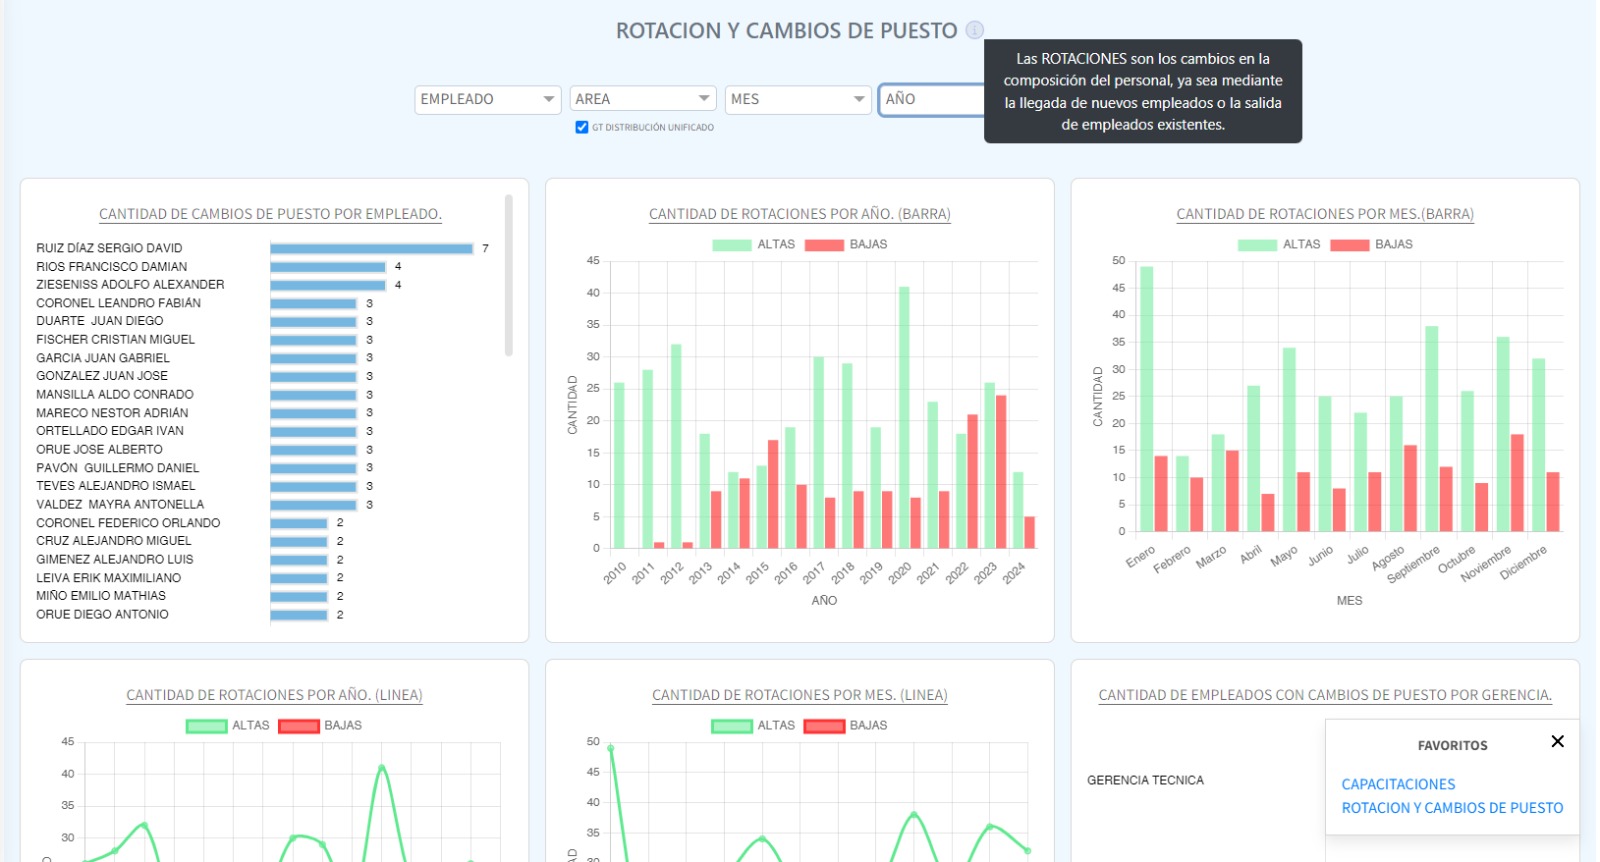 ROTACION Y CAMBIOS DE PUESTO
Las ROTACIONES son los cambios en la
composición del personal, ya sea mediante
la llegada de nuevos empleados o la salida
de empleados existentes.
EMPLEADO
AREA
MES
AÑO
GT DISTRIBUCIÓN UNIFICADO
CANTIDAD DE CAMBIOS DE PUESTO POR EMPLEADO.
RUIZ DÍAZ SERGIO DAVID 7
RIOS FRANCISCO DAMIAN 4
ZIESENISS ADOLFO ALEXANDER 4
CORONEL LEANDRO FABIÁN 3
DUARTE JUAN DIEGO 3
FISCHER CRISTIAN MIGUEL 3
GARCIA JUAN GABRIEL 3
GONZALEZ JUAN JOSE 3
MANSILLA ALDO CONRADO 3
MARECO NESTOR ADRIÁN 3
ORTELLADO EDGAR IVAN 3
ORUE JOSE ALBERTO 3
PAVÓN GUILLERMO DANIEL 3
TEVES ALEJANDRO ISMAEL 3
VALDEZ MAYRA ANTONELLA 3
CORONEL FEDERICO ORLANDO 2
CRUZ ALEJANDRO MIGUEL 2
GIMENEZ ALEJANDRO LUIS 2
LEIVA ERIK MAXIMILIANO 2
MIÑO EMILIO MATHIAS 2
ORUE DIEGO ANTONIO 2
CANTIDAD DE ROTACIONES POR AÑO. (BARRA)
ALTAS BAJAS
45
40
35
30
25
20
15
10
5
0
CANTIDAD
2010 2011 2012 2013 2014 2015 2016 2017 2018 2019 2020 2021 2022 2023 2024
AÑO
CANTIDAD DE ROTACIONES POR MES.(BARRA)
ALTAS BAJAS
50
45
40
35
30
25
20
15
10
5
0
CANTIDAD
Enero Febrero Marzo Abril Mayo Junio Julio Agosto Septiembre Octubre Noviembre Diciembre
MES
CANTIDAD DE ROTACIONES POR AÑO. (LINEA)
ALTAS BAJAS
45
40
35
30
CANTIDAD DE ROTACIONES POR MES. (LINEA)
ALTAS BAJAS
50
45
40
35
30
CANTIDAD DE EMPLEADOS CON CAMBIOS DE PUESTO POR GERENCIA.
GERENCIA TECNICA
FAVORITOS
CAPACITACIONES
ROTACION Y CAMBIOS DE PUESTO